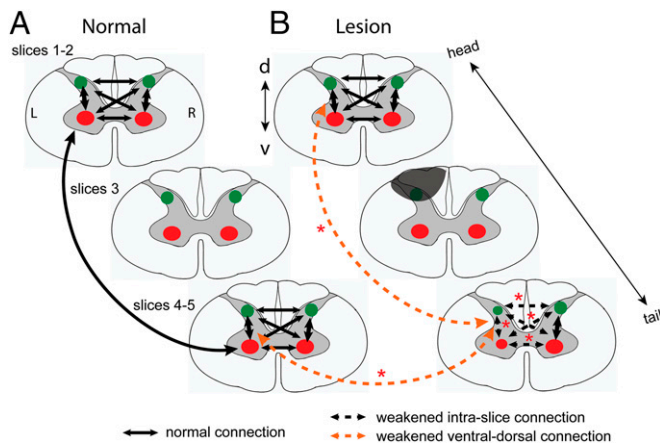 A Normal
B Lesion
slices 1-2
head
d
L
R
v
slices 3
*
slices 4-5
tail
* * * *
*
normal connection
weakened intra-slice connection
weakened ventral-dorsal connection